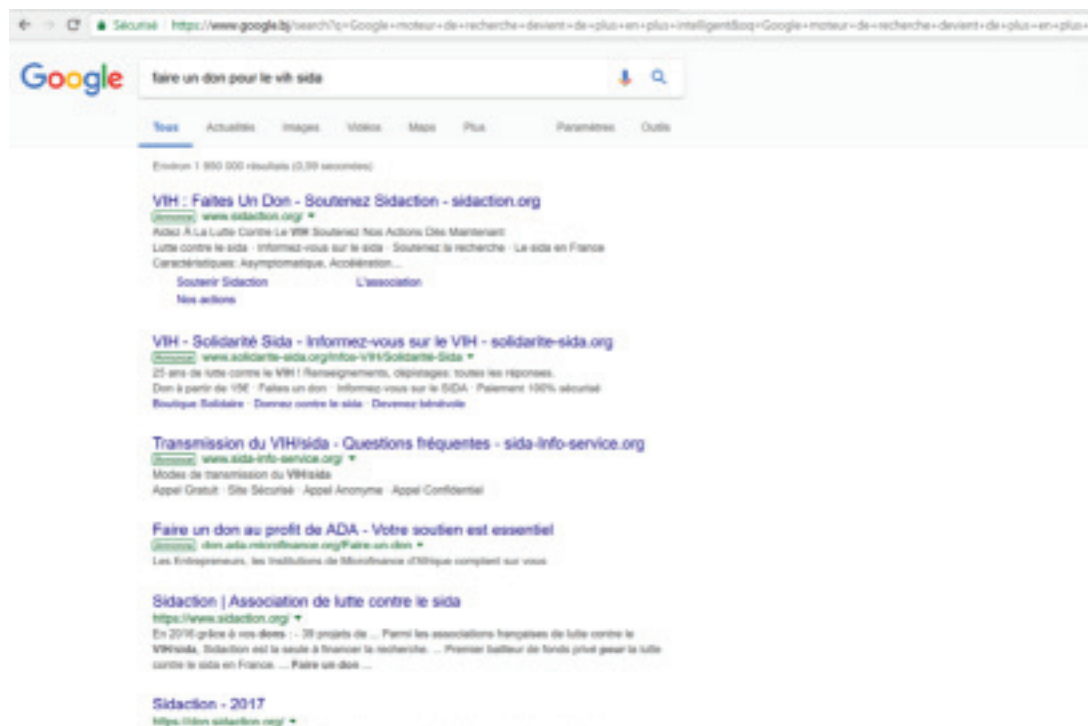 Sécurisé https://www.google.bj/search?q=Google+moteur+de+recherche+devient+de+plus+en+plus+intelligent&oq=Google+moteur+de+recherche+devient+de+plus+en+plus
Google
faire un don pour le vih sida
Tous Actualités Images Vidéos Maps Plus Paramètres Outils
Environ 1 résultats (0,59 secondes)
VIH : Faites Un Don - Soutenez Sidaction - sidaction.org
Annonce www.sidaction.org/
Aidez À La Lutte Contre Le VIH Soutenez Nos Actions Dès Maintenant
Lutte contre le sida · Informez-vous sur le sida · Soutenez la recherche · Le sida en France
Caractéristiques: Asymptomatique, Accélération...
Soutenir Sidaction L'association
Nos actions
VIH - Solidarité Sida - Informez-vous sur le VIH - solidarite-sida.org
Annonce www.solidarite-sida.org/Infos-VIH/Solidarité-Sida
25 ans de lutte contre le VIH ! Renseignements, dépistages: toutes les réponses.
Don à partir de 15€ · Faites un don · Informez-vous sur le SIDA · Paiement 100% sécurisé
Boutique Solidaire · Donnez contre le sida · Devenez bénévole
Transmission du VIH/sida - Questions fréquentes - sida-info-service.org
Annonce www.sida-info-service.org/
Modes de transmission du VIH/sida
Appel Gratuit · Site Sécurisé · Appel Anonyme · Appel Confidentiel
Faire un don au profit de ADA - Votre soutien est essentiel
Annonce don.ada-microfinance.org/Faire-un-don
Les Entrepreneurs, les Institutions de Microfinance d'Afrique comptent sur vous
Sidaction | Association de lutte contre le sida
https://www.sidaction.org/
En 2016 grâce à vos dons : - 39 projets de ... Parmi les associations françaises de lutte contre le
VIH/sida, Sidaction est la seule à financer la recherche. ... Premier bailleur de fonds privé pour la lutte
contre le sida en France. ... Faire un don ...
Sidaction - 2017
https://don.sidaction.org/